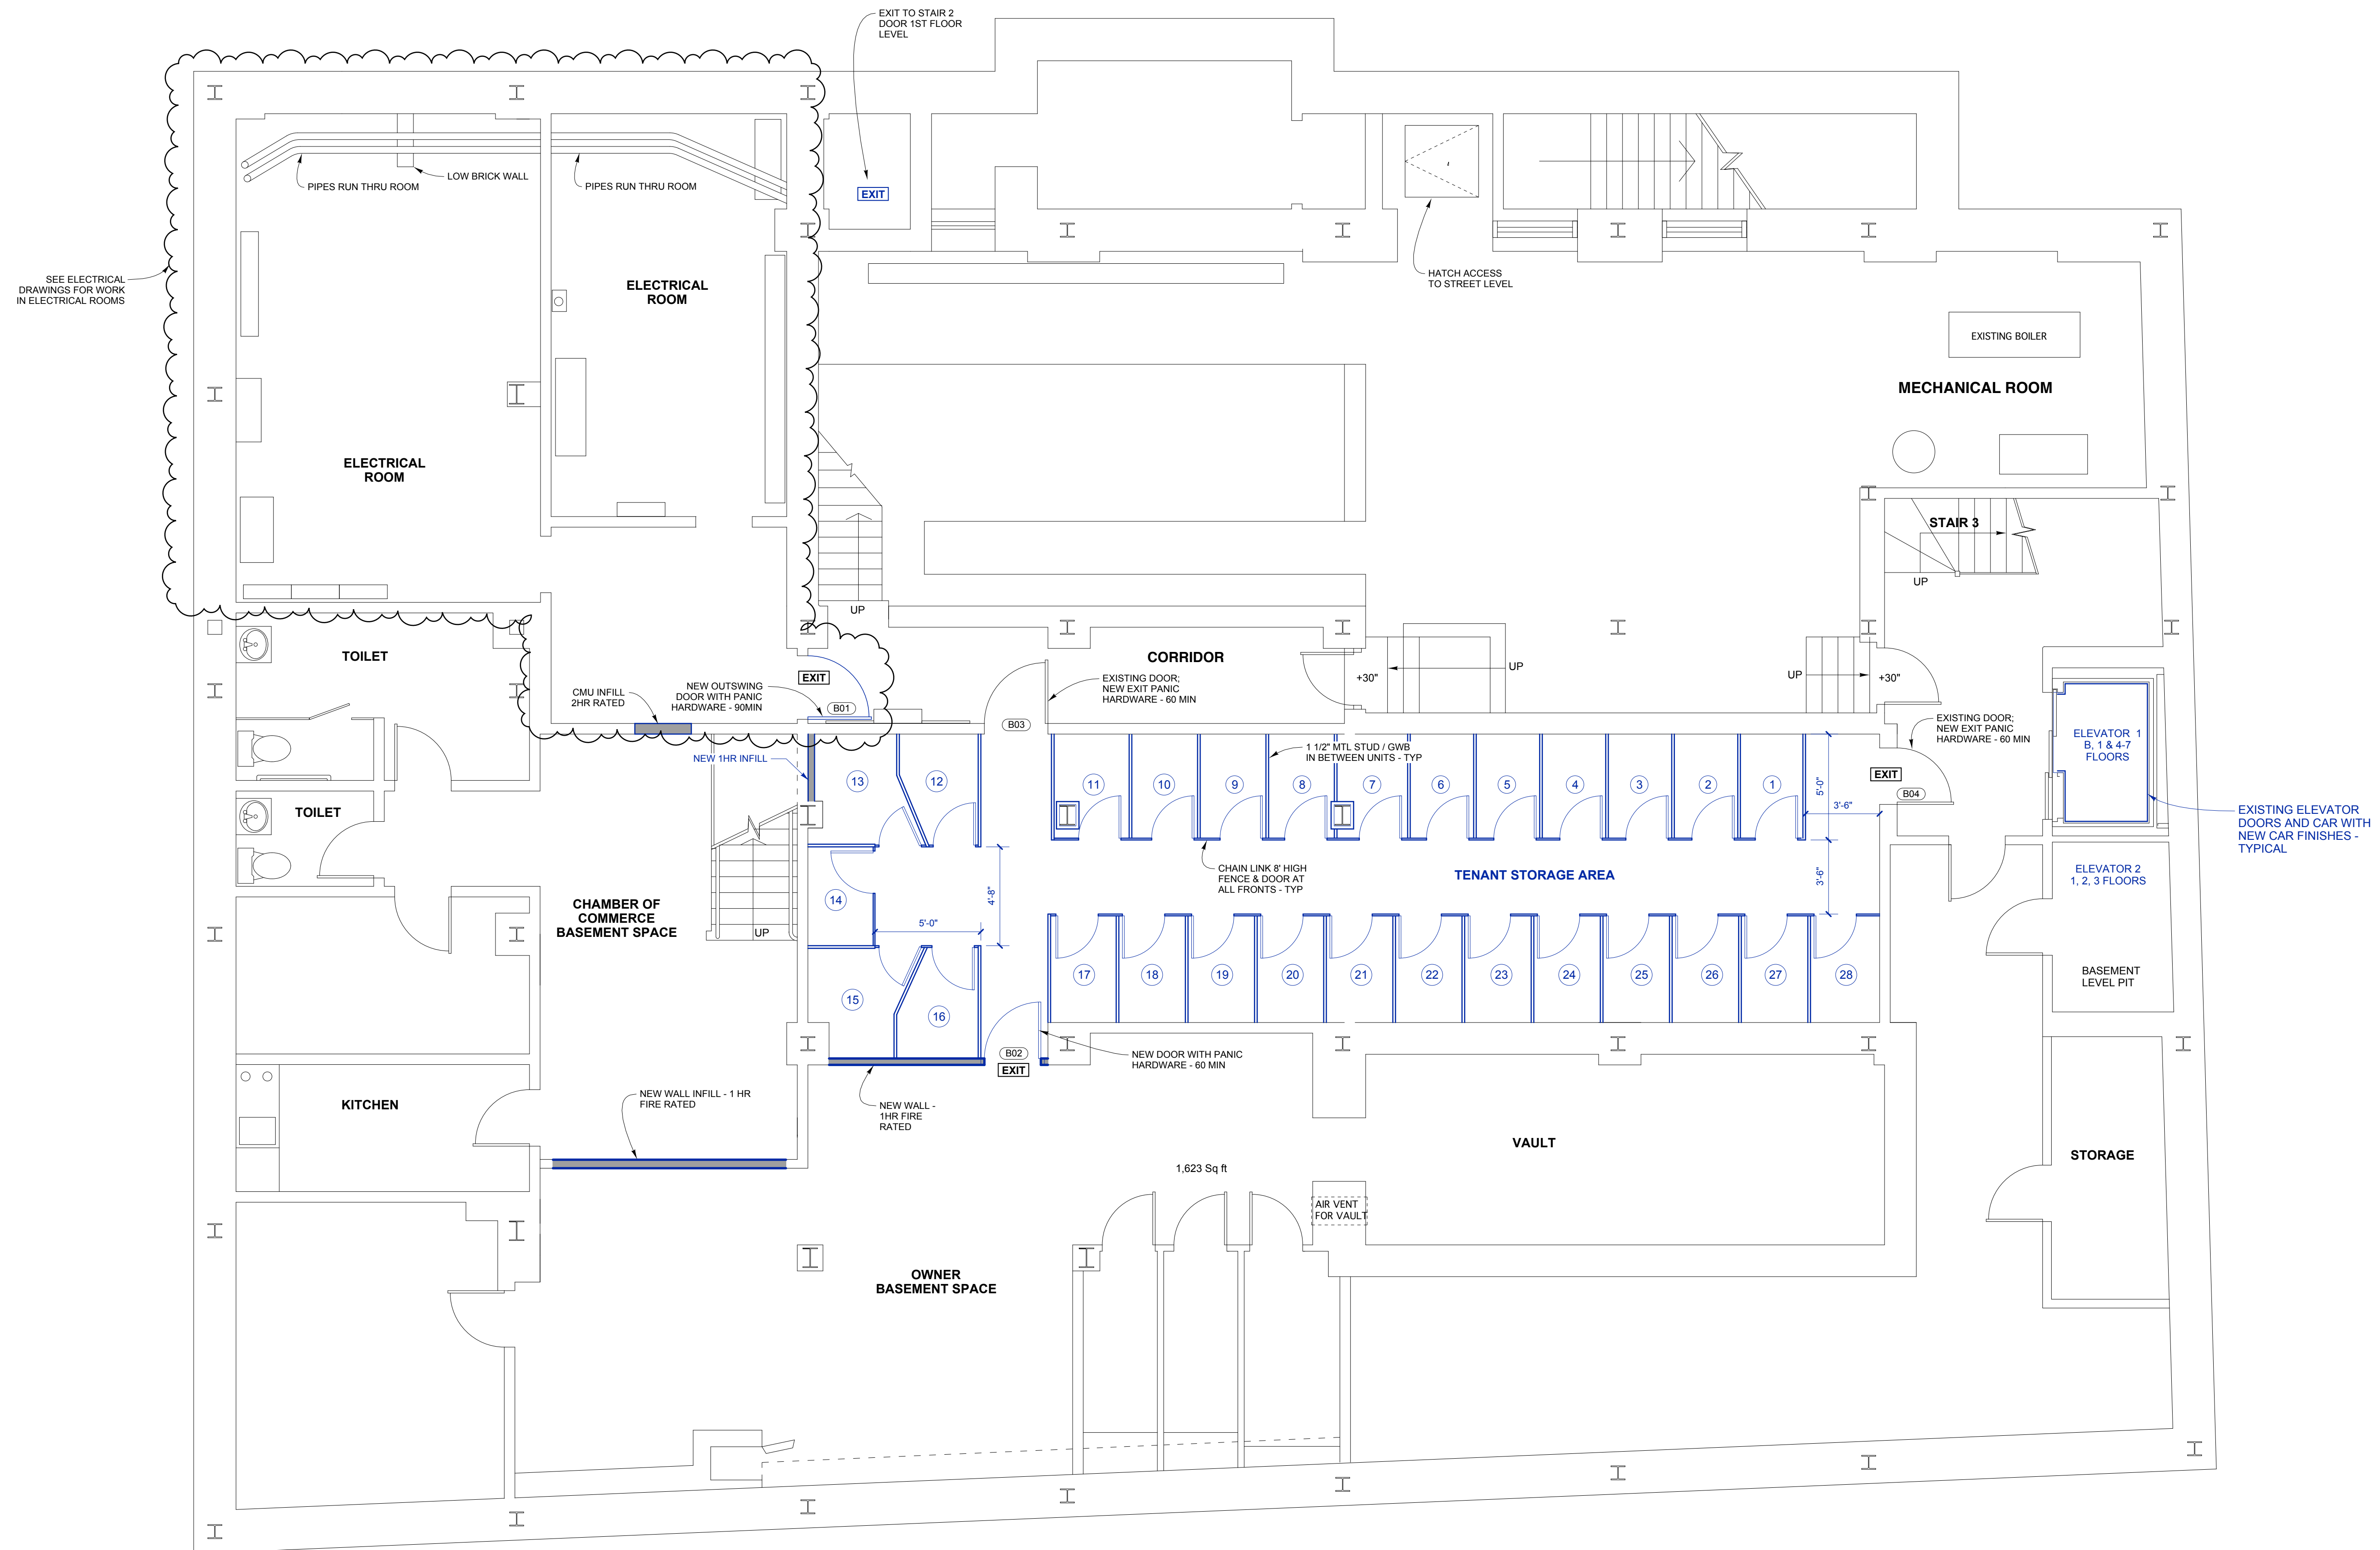 EXIT TO STAIR 2
DOOR 1ST FLOOR
LEVEL
EXIT
PIPES RUN THRU ROOM
LOW BRICK WALL
PIPES RUN THRU ROOM
SEE ELECTRICAL
DRAWINGS FOR WORK
IN ELECTRICAL ROOMS
ELECTRICAL
ROOM
HATCH ACCESS
TO STREET LEVEL
EXISTING BOILER
MECHANICAL ROOM
ELECTRICAL
ROOM
STAIR 3
UP
UP
TOILET
CORRIDOR
EXIT
CMU INFILL
2HR RATED
NEW OUTSWING
DOOR WITH PANIC
HARDWARE - 90MIN
B01
EXISTING DOOR;
NEW EXIT PANIC
HARDWARE - 60 MIN
B03
+30"
UP
UP
+30"
EXISTING DOOR;
NEW EXIT PANIC
HARDWARE - 60 MIN
ELEVATOR 1
B, 1 & 4-7
FLOORS
NEW 1HR INFILL
1 1/2" MTL STUD / GWB
IN BETWEEN UNITS - TYP
13
12
11
10
9
8
7
6
5
4
3
2
1
5'-0"
3'-6"
EXIT
B04
EXISTING ELEVATOR
DOORS AND CAR WITH
NEW CAR FINISHES -
TYPICAL
TOILET
CHAIN LINK 8' HIGH
FENCE & DOOR AT
ALL FRONTS - TYP
TENANT STORAGE AREA
3'-6"
ELEVATOR 2
1, 2, 3 FLOORS
CHAMBER OF
COMMERCE
BASEMENT SPACE
UP
14
5'-0"
4'-8"
15
16
17
18
19
20
21
22
23
24
25
26
27
28
BASEMENT
LEVEL PIT
B02
EXIT
NEW DOOR WITH PANIC
HARDWARE - 60 MIN
KITCHEN
NEW WALL INFILL - 1 HR
FIRE RATED
NEW WALL -
1HR FIRE
RATED
VAULT
STORAGE
1,623 Sq ft
AIR VENT
FOR VAULT
OWNER
BASEMENT SPACE